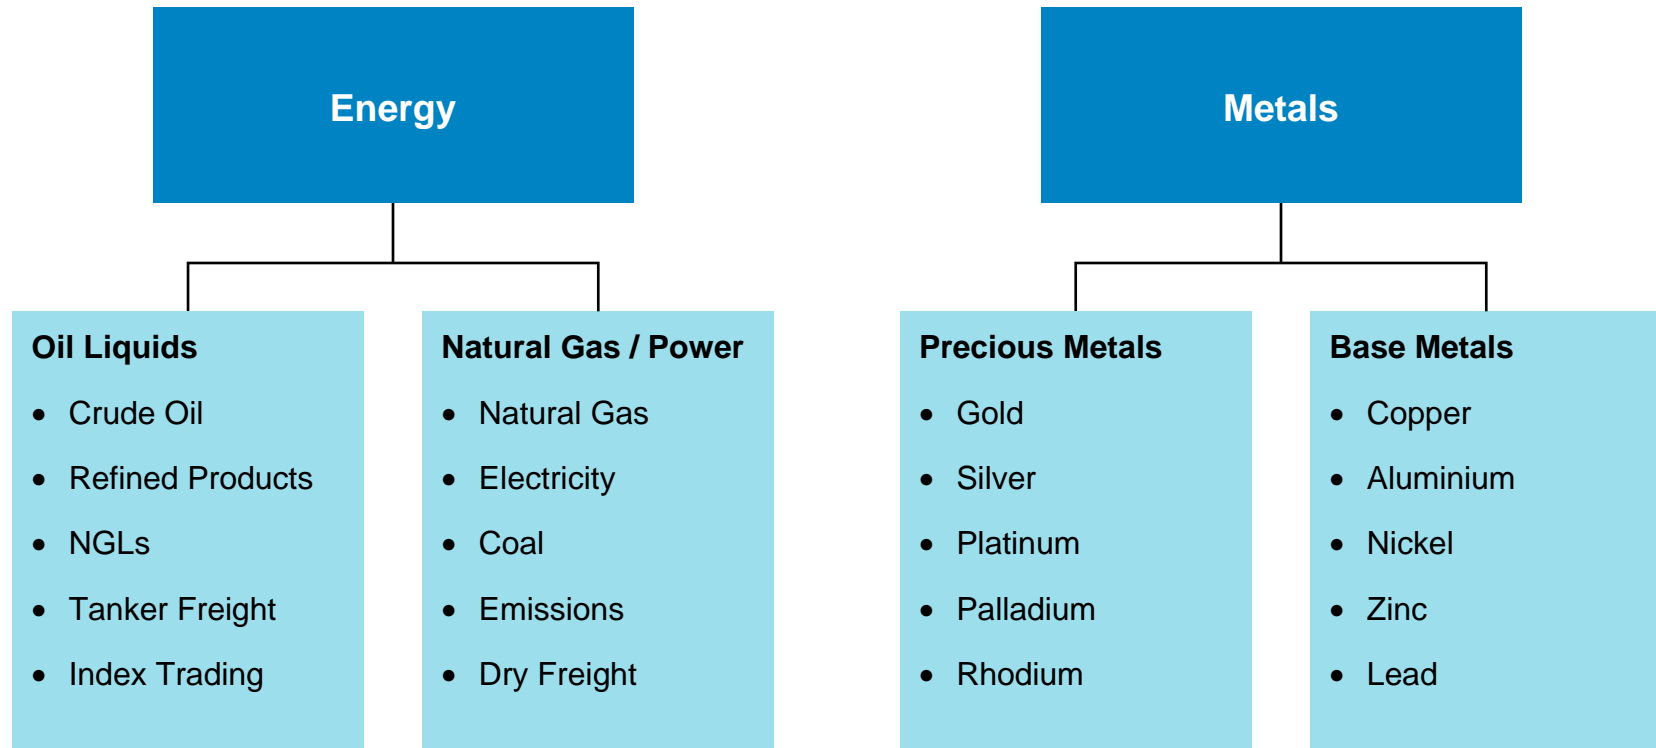 Energy
Oil Liquids
• Crude Oil
• Refined Products
• NGLs
• Tanker Freight
• Index Trading
Natural Gas / Power
• Natural Gas
• Electricity
• Coal
• Emissions
• Dry Freight
Metals
Precious Metals
• Gold
• Silver
• Platinum
• Palladium
• Rhodium
Base Metals
• Copper
• Aluminium
• Nickel
• Zinc
• Lead